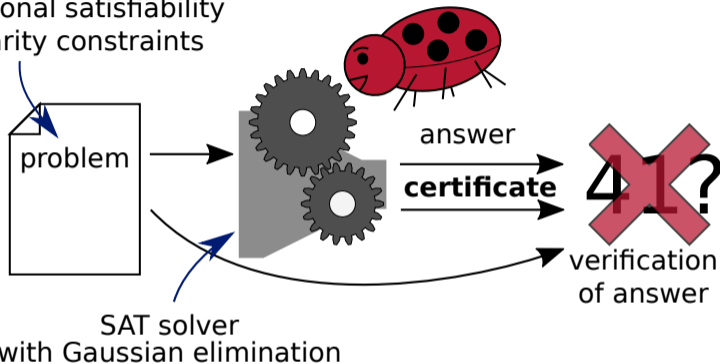 onal satisfiability
arity constraints
problem
answer
certificate
41?
verification
of answer
SAT solver
with Gaussian elimination